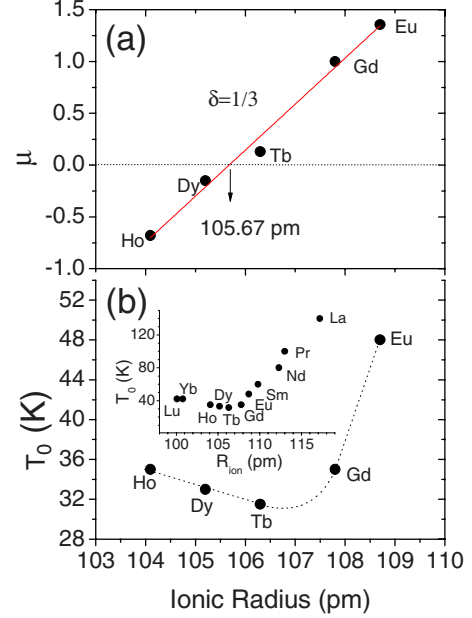 (a)
1.5
1.0
0.5
0.0
-0.5
-1.0
μ
δ=1/3
Eu
Gd
Tb
Dy
Ho
105.67 pm
(b)
52
48
44
40
36
32
28
T₀ (K)
Ho
Dy
Tb
Gd
Eu
120
80
40
T₀ (K)
Lu
Yb
Ho
Dy
Tb
Gd
Eu
Sm
Nd
Pr
La
100 105 110 115
R_ion (pm)
103 104 105 106 107 108 109 110
Ionic Radius (pm)